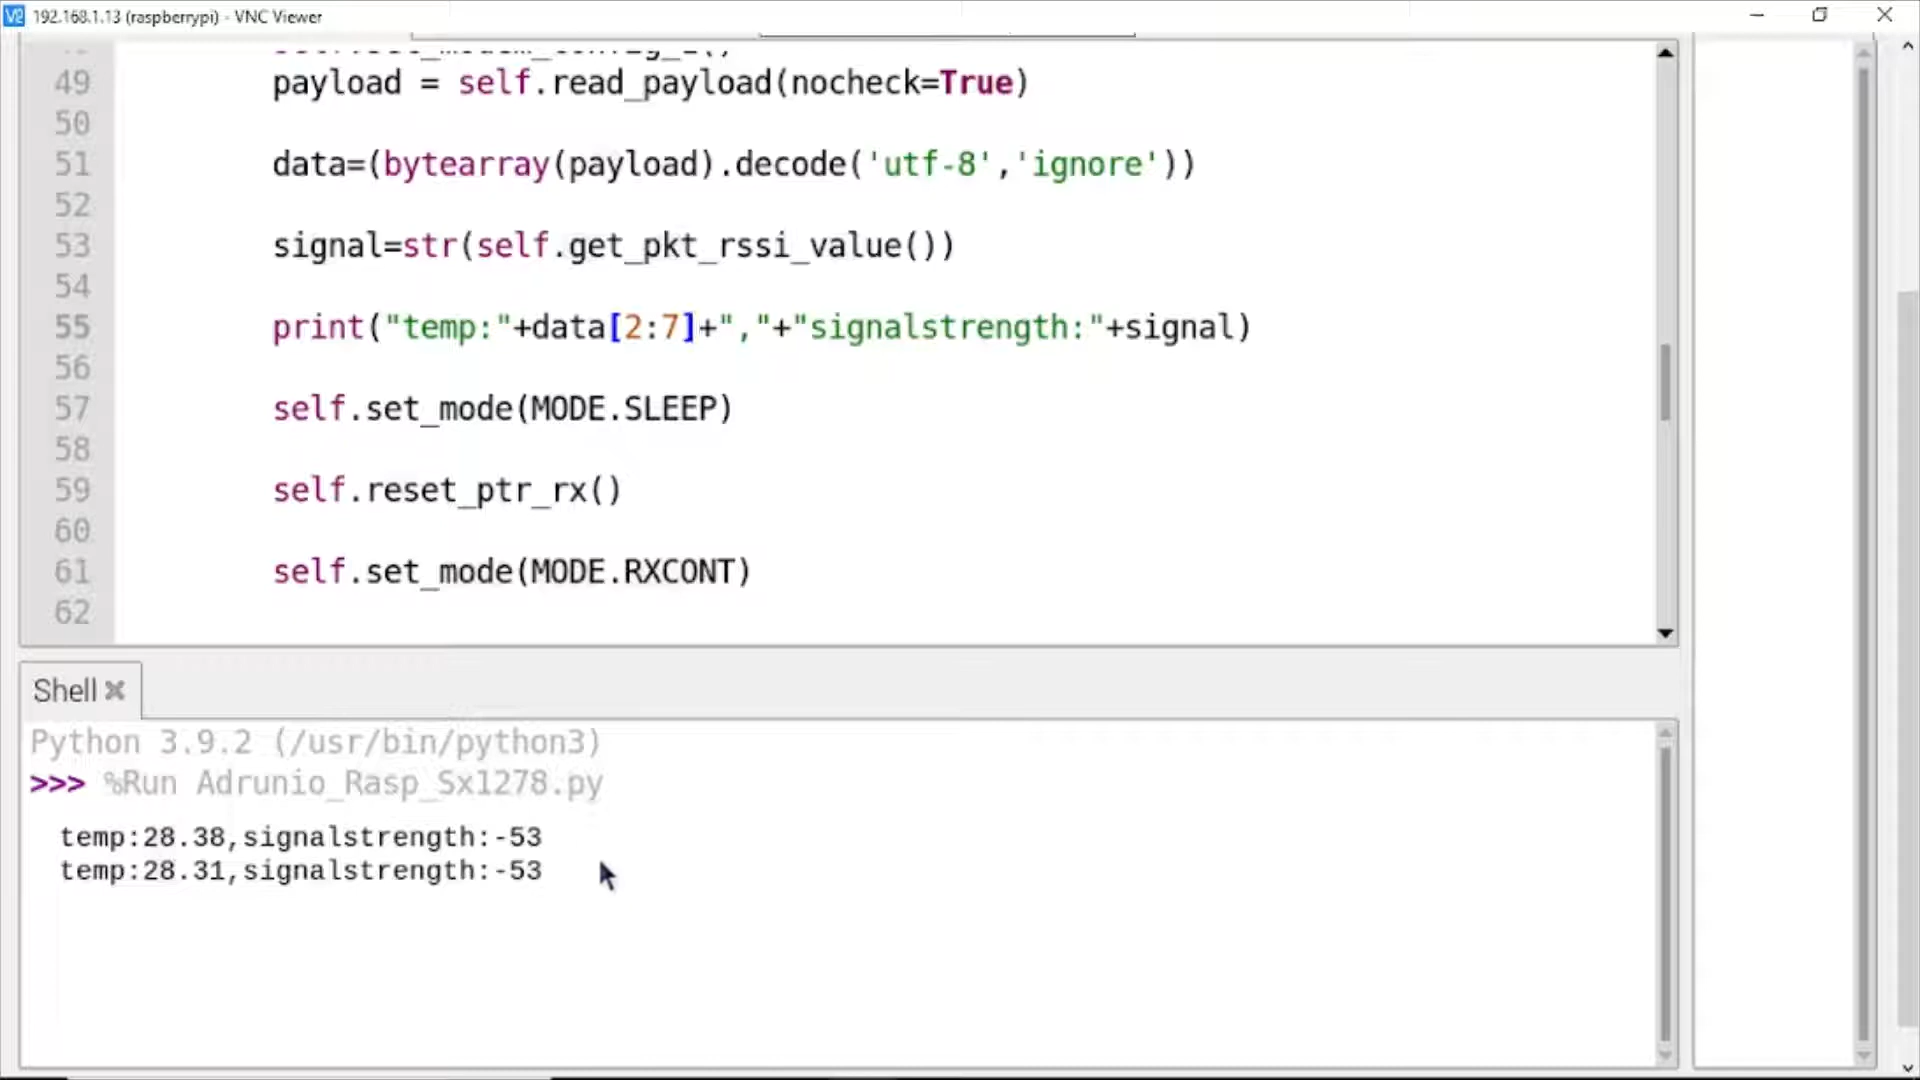 192.168.1.13 (raspberrypi) - VNC Viewer
49 payload = self.read_payload(nocheck=True)
50
51 data=(bytearray(payload).decode('utf-8','ignore'))
52
53 signal=str(self.get_pkt_rssi_value())
54
55 print("temp:"+data[2:7]+","+"signalstrength:"+signal)
56
57 self.set_mode(MODE.SLEEP)
58
59 self.reset_ptr_rx()
60
61 self.set_mode(MODE.RXCONT)
62
Shell
Python 3.9.2 (/usr/bin/python3)
>>> %Run Adrunio_Rasp_Sx1278.py
temp:28.38,signalstrength:-53
temp:28.31,signalstrength:-53